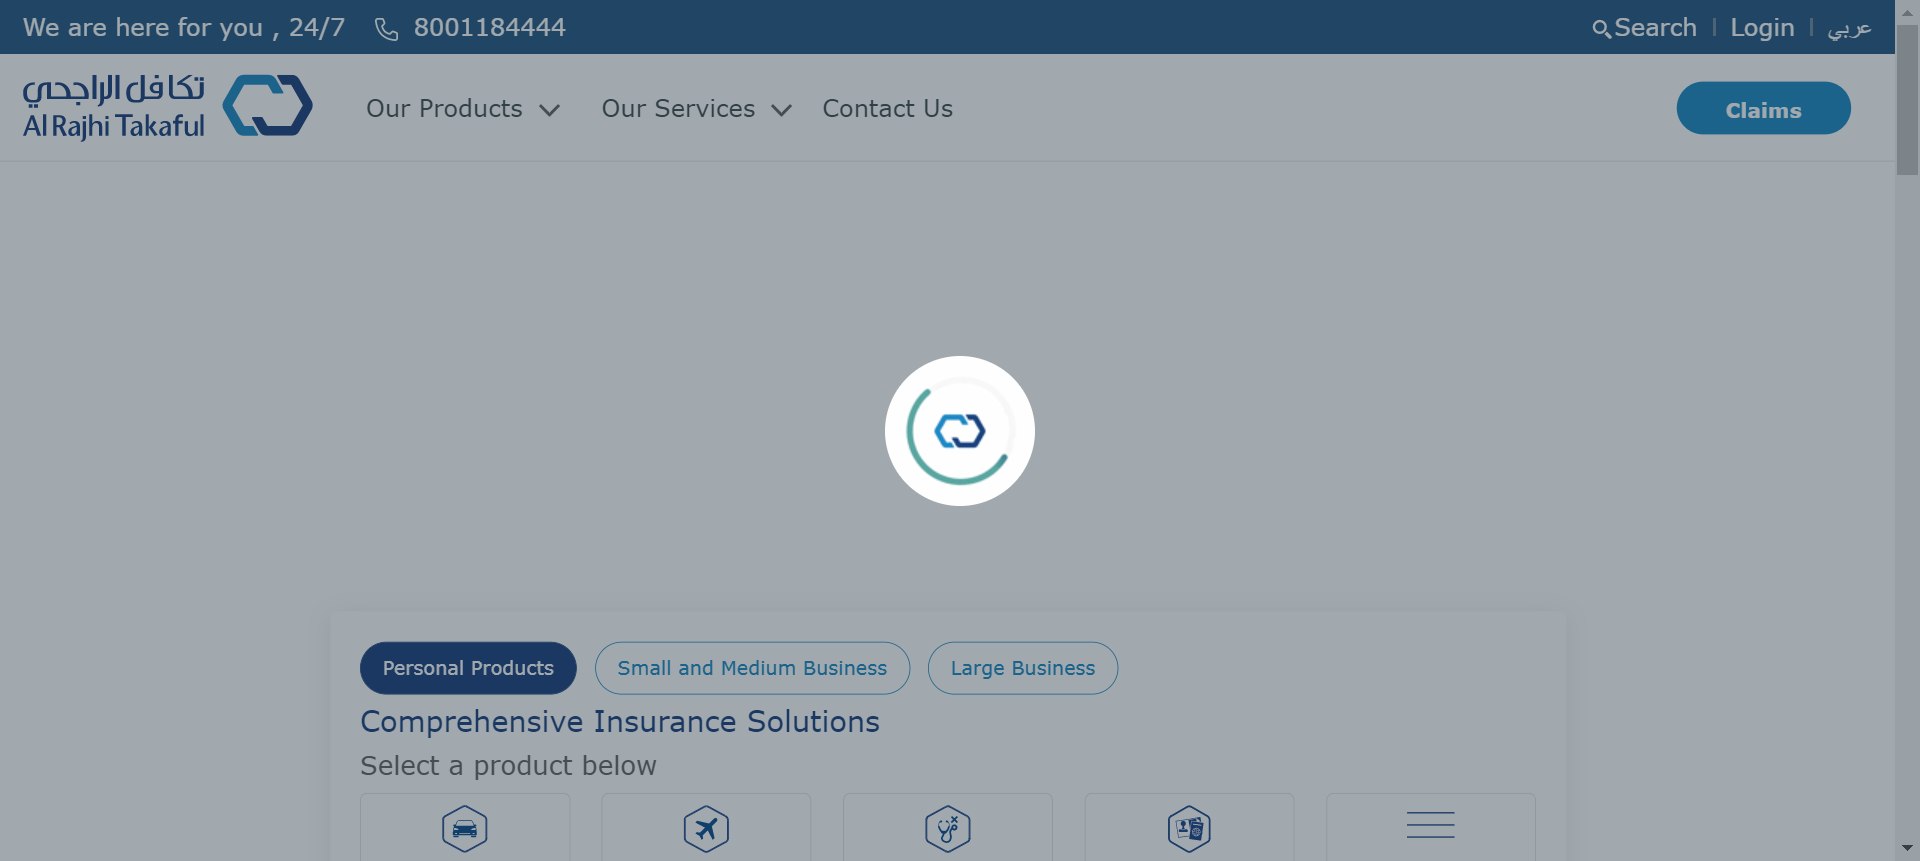 We are here for you , 24/7 8001184444 Search Login عربي
تكافل الراجحي
Al Rajhi Takaful
Our Products Our Services Contact Us Claims
Personal Products Small and Medium Business Large Business
Comprehensive Insurance Solutions
Select a product below